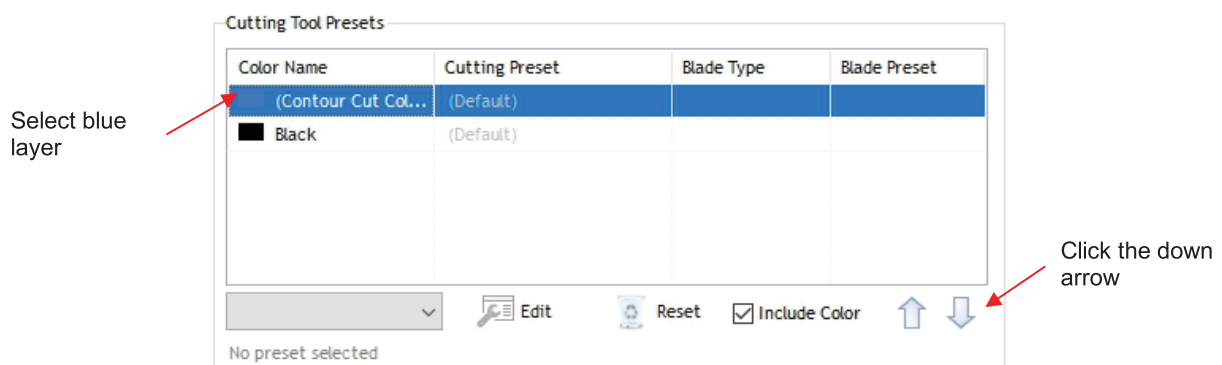 Cutting Tool Presets
Color Name Cutting Preset Blade Type Blade Preset
(Contour Cut Col... (Default)
Black (Default)
Select blue
layer
Click the down
arrow
Edit Reset Include Color
No preset selected